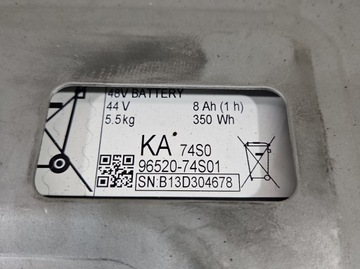 48V BATTERY
44 V 8 Ah (1 h)
5.5kg 350 Wh
KA 74S0
96520-74S01
SN:B13D304678